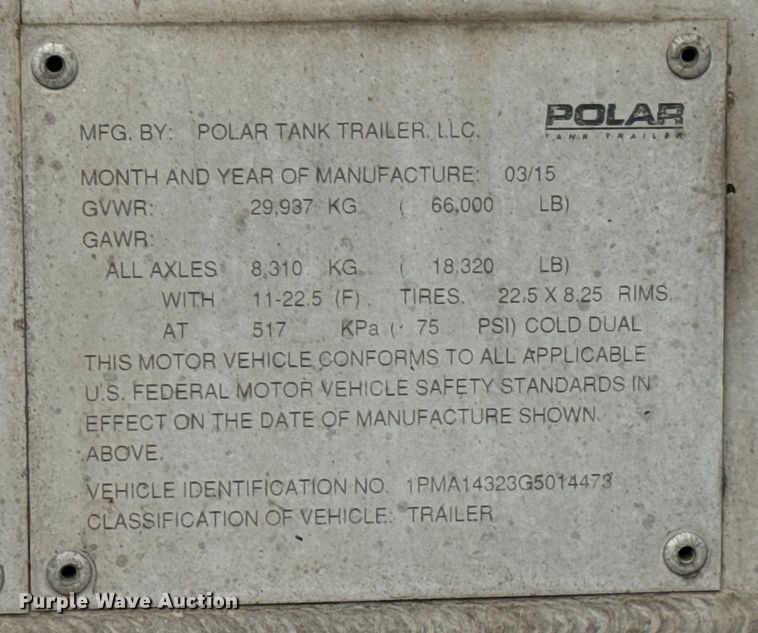 POLAR
TANK TRAILER
MFG. BY: POLAR TANK TRAILER, LLC.
MONTH AND YEAR OF MANUFACTURE: 03/15
GVWR: 29,937 KG ( 66,000 LB)
GAWR:
ALL AXLES 8,310 KG ( 18,320 LB)
WITH 11-22.5 (F) TIRES. 22.5 X 8.25 RIMS
AT 517 KPa ( 75 PSI) COLD DUAL
THIS MOTOR VEHICLE CONFORMS TO ALL APPLICABLE
U.S. FEDERAL MOTOR VEHICLE SAFETY STANDARDS IN
EFFECT ON THE DATE OF MANUFACTURE SHOWN
ABOVE.
VEHICLE IDENTIFICATION NO. 1PMA14323G5014473
CLASSIFICATION OF VEHICLE: TRAILER
Purple Wave Auction